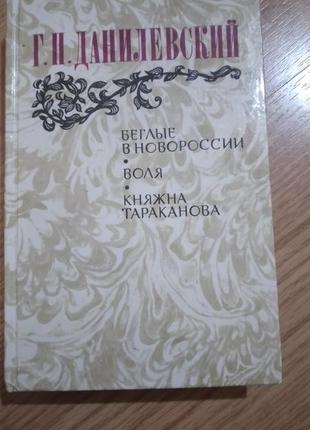 Г.П. ДАНИЛЕВСКИЙ
БЕГЛЫЕ
В НОВОРОССИИ
•
ВОЛЯ
•
КНЯЖНА
ТАРАКАНОВА